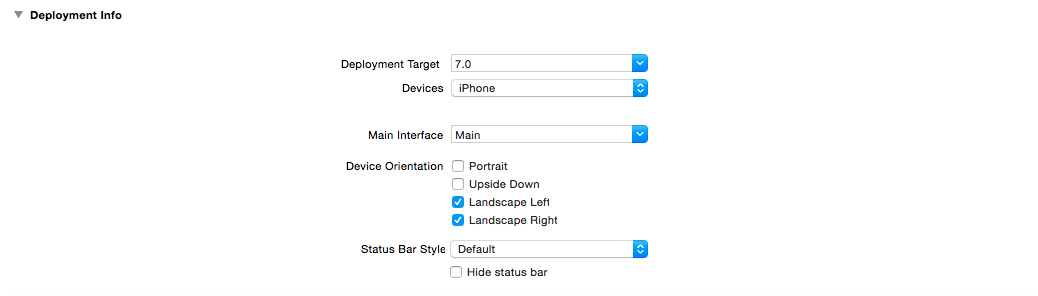 Deployment Info
Deployment Target 7.0
Devices iPhone
Main Interface Main
Device Orientation Portrait
Upside Down
Landscape Left
Landscape Right
Status Bar Style Default
Hide status bar